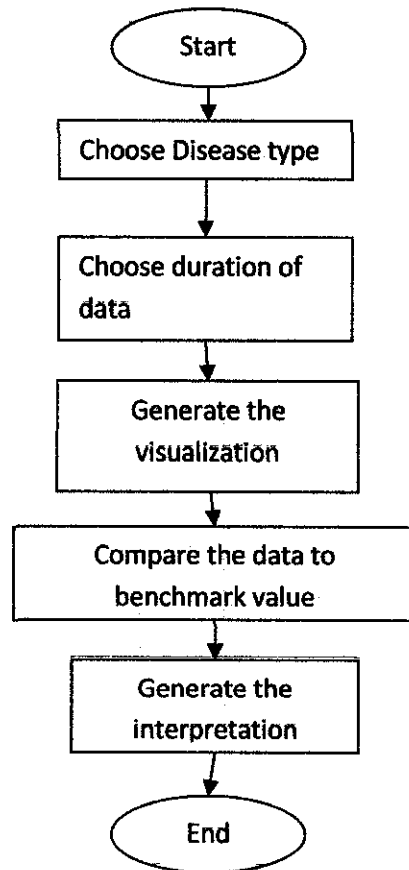 Start
Choose Disease type
Choose duration of
data
Generate the
visualization
Compare the data to
benchmark value
Generate the
interpretation
End